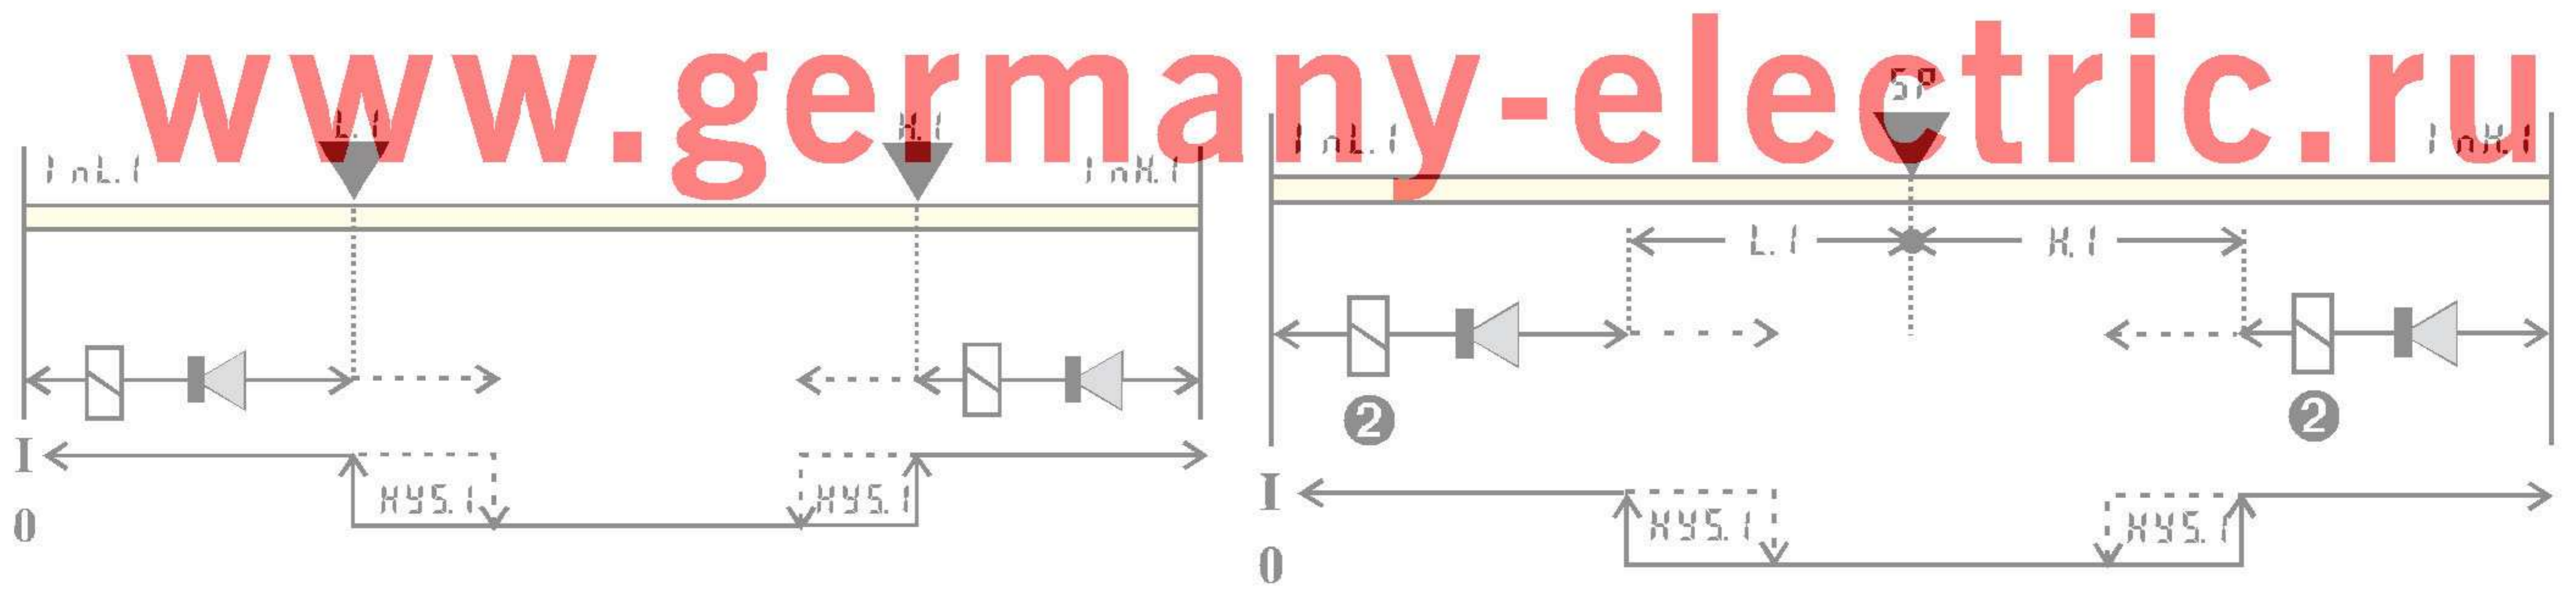 www.germany-electric.ru
L.1 H.1 SP
InL.1 InH.1 InL.1 InH.1
L.1 H.1
2 2
I HYS.1 HYS.1 I HYS.1 HYS.1
0 0